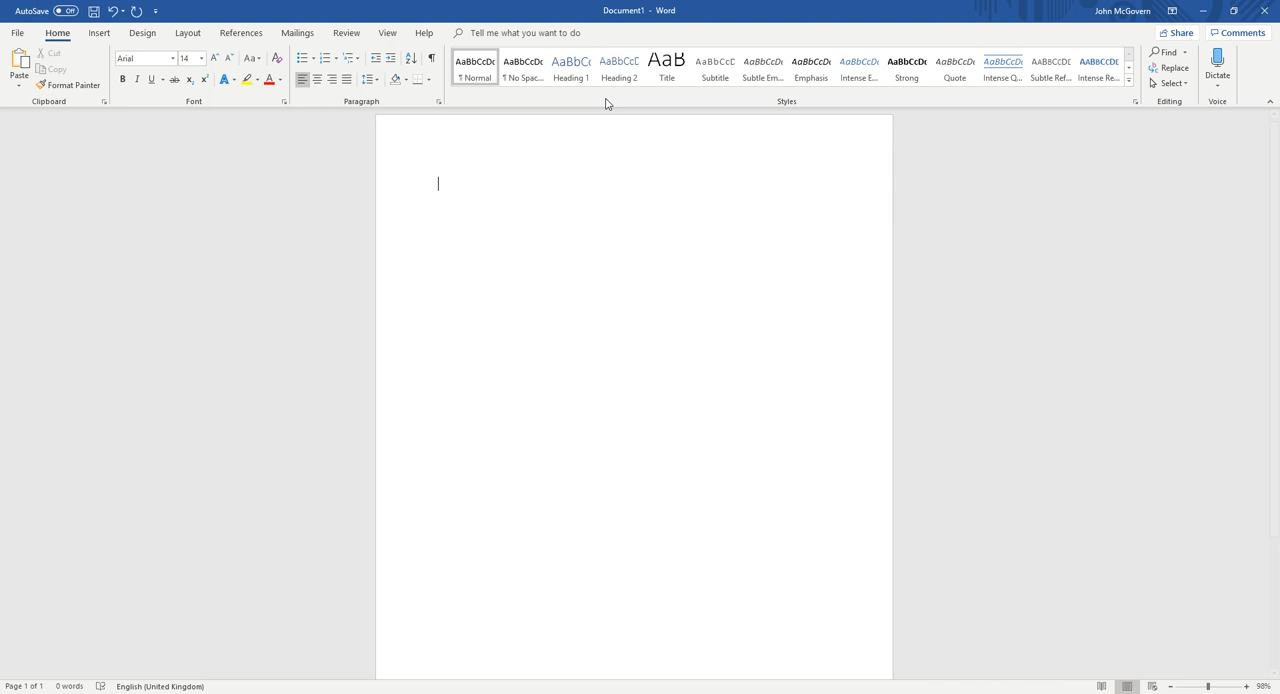 AutoSave Off Document1 - Word John McGovern
File Home Insert Design Layout References Mailings Review View Help Tell me what you want to do Share Comments
Paste Cut Copy Format Painter Clipboard
Arial 14 Aa B I U ab x₂ x² A A Font
Paragraph
AaBbCcDc AaBbCcDc AaBbCc AaBbCcC AaB AaBbCcC AaBbCcDc AaBbCcDc AaBbCcDc AaBbCcDc AaBbCcDc AaBbCcDc AABBCCDC AABBCCDC
¶ Normal ¶ No Spac... Heading 1 Heading 2 Title Subtitle Subtle Em... Emphasis Intense E... Strong Quote Intense Q... Subtle Ref... Intense Re...
Styles
Find Replace Select Editing
Dictate Voice
Page 1 of 1 0 words English (United Kingdom) 98%